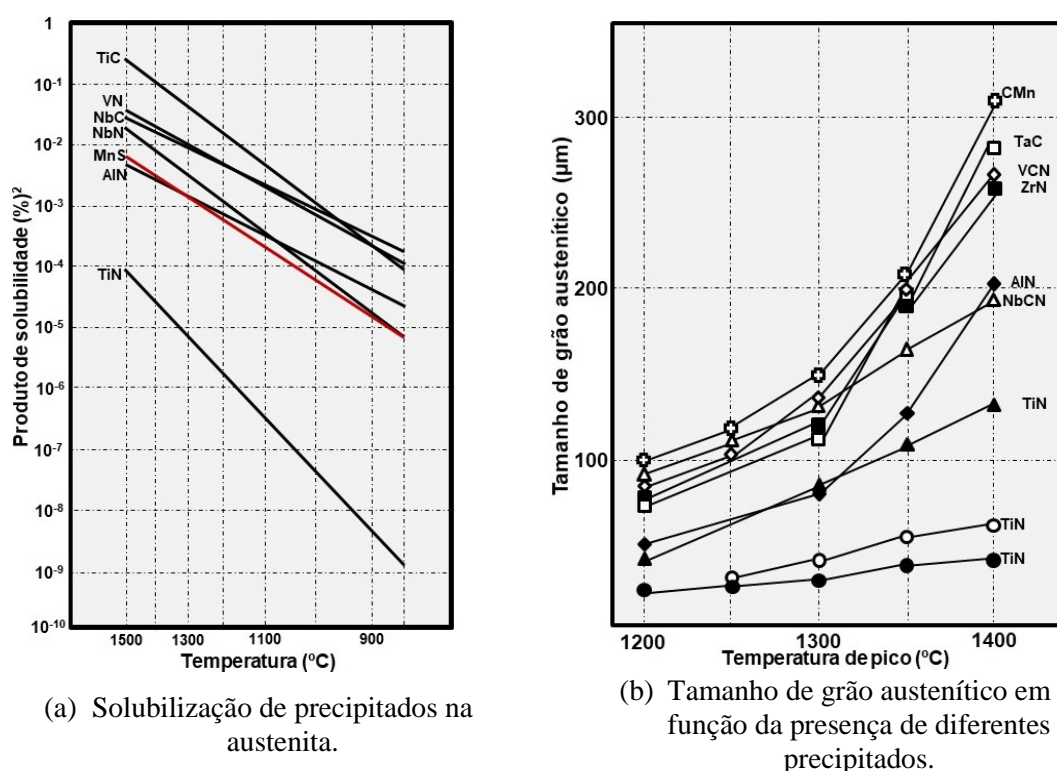 1
10⁻¹
10⁻²
10⁻³
10⁻⁴
10⁻⁵
10⁻⁶
10⁻⁷
10⁻⁸
10⁻⁹
10⁻¹⁰
Produto de solubilidade (%)²
TiC
VN
NbC
NbN
MnS
AlN
TiN
1500 1300 1100 900
Temperatura (ºC)
(a) Solubilização de precipitados na
austenita.
300
200
100
Tamanho de grão austenítico (µm)
CMn
TaC
VCN
ZrN
AlN
NbCN
TiN
TiN
TiN
1200 1300 1400
Temperatura de pico (ºC)
(b) Tamanho de grão austenítico em
função da presença de diferentes
precipitados.